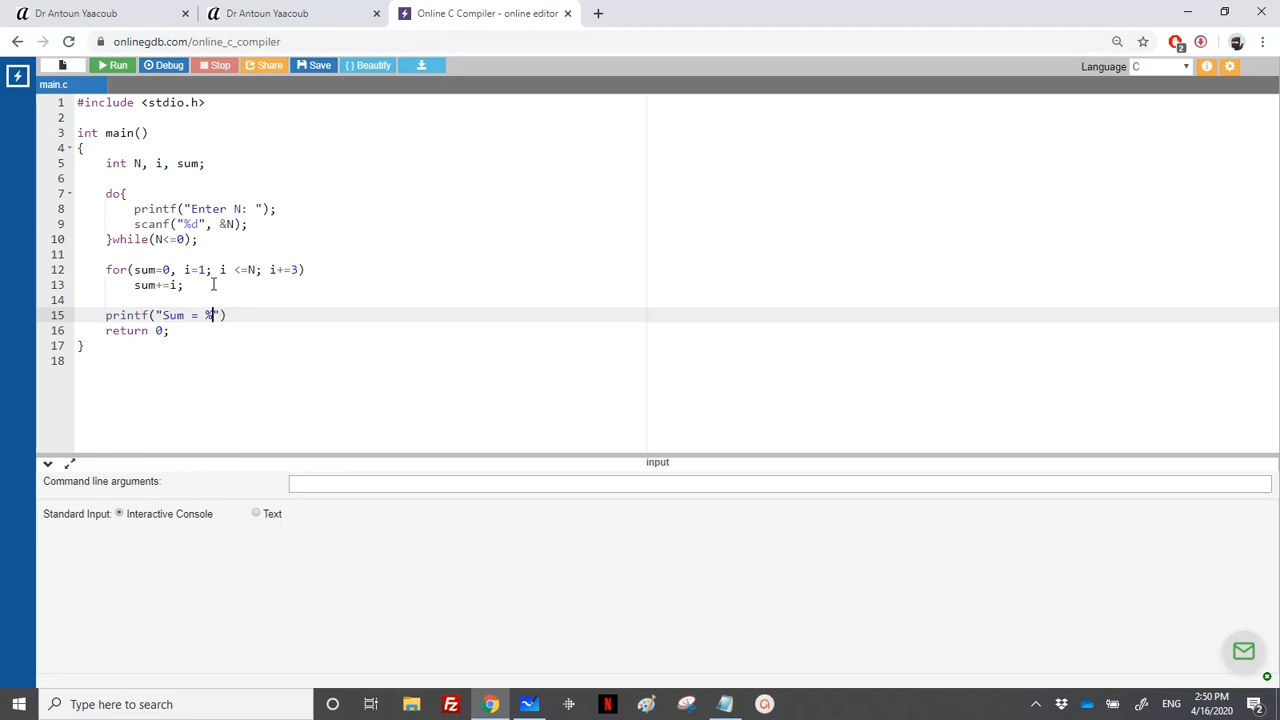 Dr Antoun Yaacoub
Dr Antoun Yaacoub
Online C Compiler - online editor
onlinegdb.com/online_c_compiler
2
Run
Debug
Stop
Share
Save
{ } Beautify
Language C
main.c
1 #include <stdio.h>
2
3 int main()
4 {
5 int N, i, sum;
6
7 do{
8 printf("Enter N: ");
9 scanf("%d", &N);
10 }while(N<=0);
11
12 for(sum=0, i=1; i <=N; i+=3)
13 sum+=i;
14
15 printf("Sum = %")
16 return 0;
17 }
18
input
Command line arguments:
Standard Input: Interactive Console Text
Type here to search
ENG
2:50 PM
4/16/2020
2